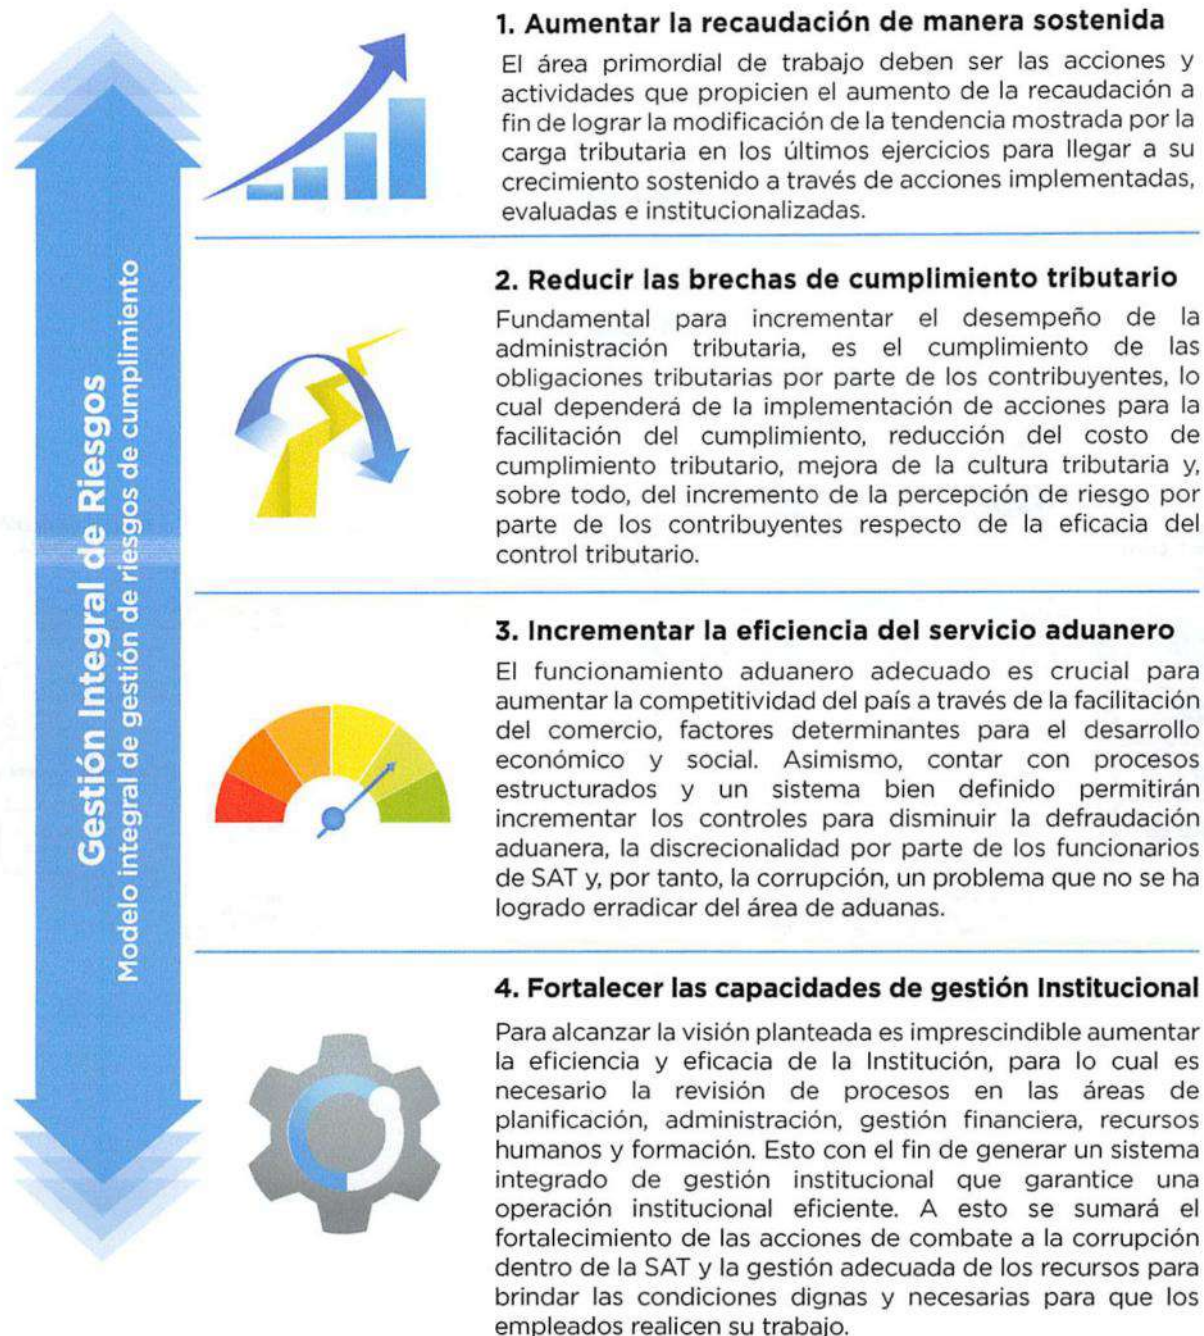 Gestión Integral de Riesgos
Modelo integral de gestión de riesgos de cumplimiento
1. Aumentar la recaudación de manera sostenida
El área primordial de trabajo deben ser las acciones y
actividades que propicien el aumento de la recaudación a
fin de lograr la modificación de la tendencia mostrada por la
carga tributaria en los últimos ejercicios para llegar a su
crecimiento sostenido a través de acciones implementadas,
evaluadas e institucionalizadas.
2. Reducir las brechas de cumplimiento tributario
Fundamental para incrementar el desempeño de la
administración tributaria, es el cumplimiento de las
obligaciones tributarias por parte de los contribuyentes, lo
cual dependerá de la implementación de acciones para la
facilitación del cumplimiento, reducción del costo de
cumplimiento tributario, mejora de la cultura tributaria y,
sobre todo, del incremento de la percepción de riesgo por
parte de los contribuyentes respecto de la eficacia del
control tributario.
3. Incrementar la eficiencia del servicio aduanero
El funcionamiento aduanero adecuado es crucial para
aumentar la competitividad del país a través de la facilitación
del comercio, factores determinantes para el desarrollo
económico y social. Asimismo, contar con procesos
estructurados y un sistema bien definido permitirán
incrementar los controles para disminuir la defraudación
aduanera, la discrecionalidad por parte de los funcionarios
de SAT y, por tanto, la corrupción, un problema que no se ha
logrado erradicar del área de aduanas.
4. Fortalecer las capacidades de gestión Institucional
Para alcanzar la visión planteada es imprescindible aumentar
la eficiencia y eficacia de la Institución, para lo cual es
necesario la revisión de procesos en las áreas de
planificación, administración, gestión financiera, recursos
humanos y formación. Esto con el fin de generar un sistema
integrado de gestión institucional que garantice una
operación institucional eficiente. A esto se sumará el
fortalecimiento de las acciones de combate a la corrupción
dentro de la SAT y la gestión adecuada de los recursos para
brindar las condiciones dignas y necesarias para que los
empleados realicen su trabajo.